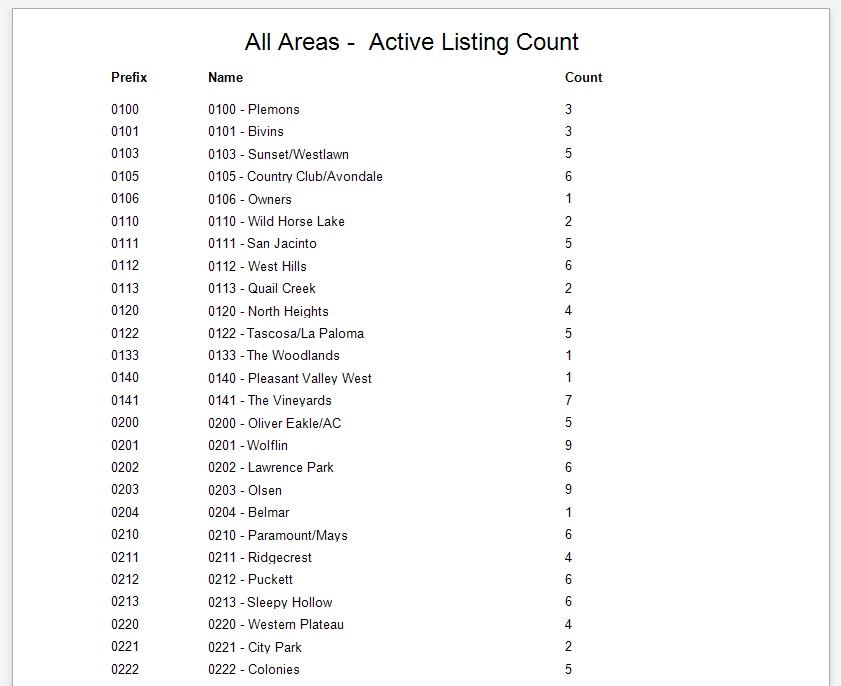 All Areas -  Active Listing Count
Prefix Name Count
0100 0100 - Plemons 3
0101 0101 - Bivins 3
0103 0103 - Sunset/Westlawn 5
0105 0105 - Country Club/Avondale 6
0106 0106 - Owners 1
0110 0110 - Wild Horse Lake 2
0111 0111 - San Jacinto 5
0112 0112 - West Hills 6
0113 0113 - Quail Creek 2
0120 0120 - North Heights 4
0122 0122 - Tascosa/La Paloma 5
0133 0133 - The Woodlands 1
0140 0140 - Pleasant Valley West 1
0141 0141 - The Vineyards 7
0200 0200 - Oliver Eakle/AC 5
0201 0201 - Wolflin 9
0202 0202 - Lawrence Park 6
0203 0203 - Olsen 9
0204 0204 - Belmar 1
0210 0210 - Paramount/Mays 6
0211 0211 - Ridgecrest 4
0212 0212 - Puckett 6
0213 0213 - Sleepy Hollow 6
0220 0220 - Western Plateau 4
0221 0221 - City Park 2
0222 0222 - Colonies 5